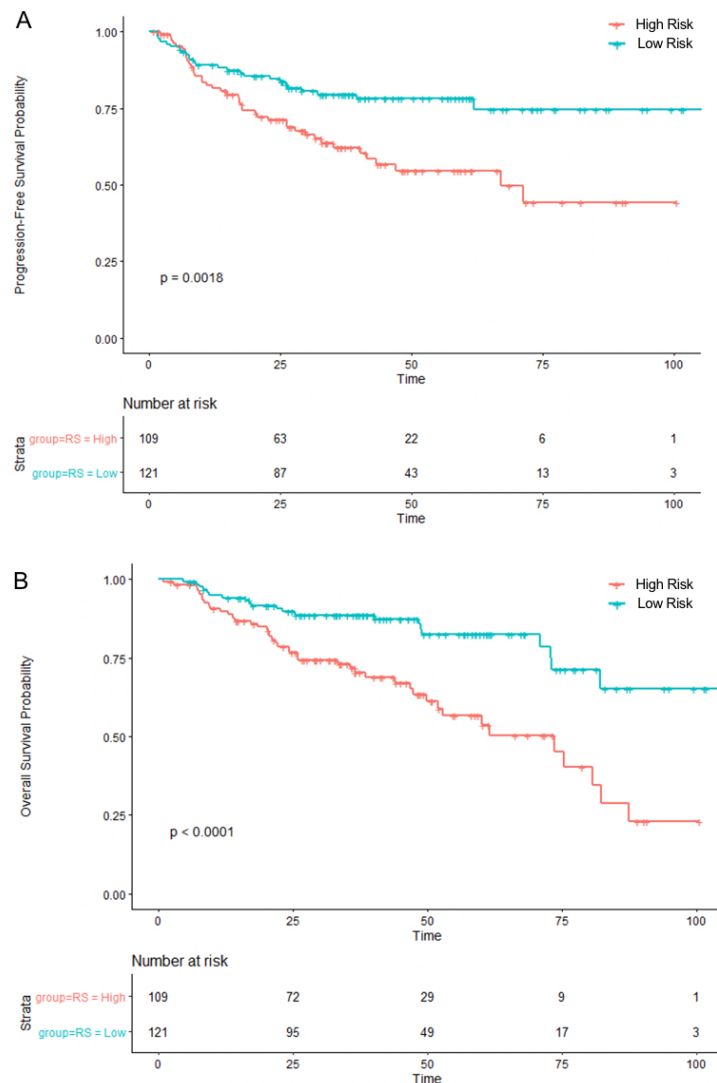 A
High Risk
Low Risk
Progression-Free Survival Probability
1.00
0.75
0.50
0.25
0.00
p = 0.0018
0 25 50 75 100
Time
Number at risk
Strata
group=RS = High 109 63 22 6 1
group=RS = Low 121 87 43 13 3
0 25 50 75 100
Time
B
High Risk
Low Risk
Overall Survival Probability
1.00
0.75
0.50
0.25
0.00
p < 0.0001
0 25 50 75 100
Time
Number at risk
Strata
group=RS = High 109 72 29 9 1
group=RS = Low 121 95 49 17 3
0 25 50 75 100
Time